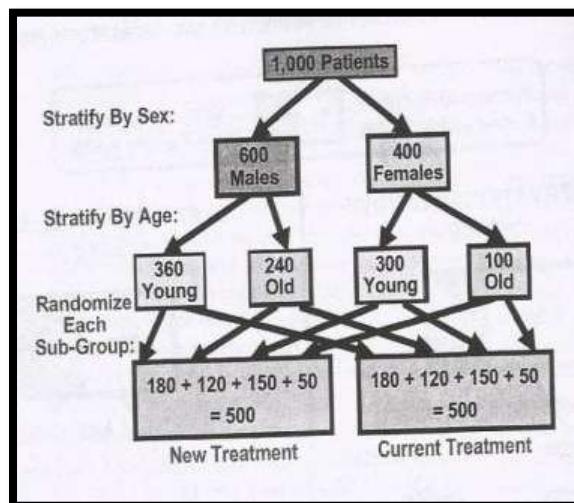 1,000 Patients
Stratify By Sex:
600
Males
400
Females
Stratify By Age:
360
Young
240
Old
300
Young
100
Old
Randomize
Each
Sub-Group:
180 + 120 + 150 + 50
= 500
180 + 120 + 150 + 50
= 500
New Treatment
Current Treatment